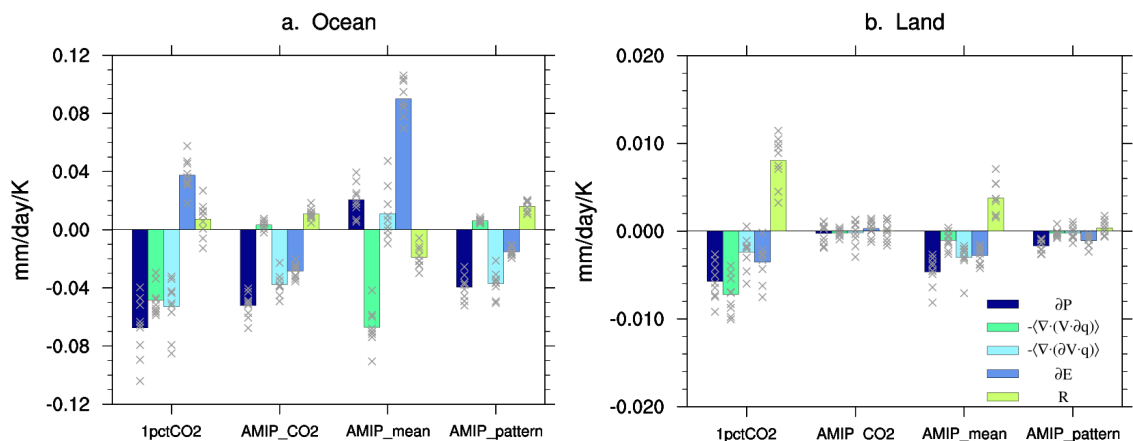 a. Ocean
mm/day/K
0.12
0.08
0.04
0.00
-0.04
-0.08
-0.12
1pctCO2 AMIP_CO2 AMIP_mean AMIP_pattern
b. Land
mm/day/K
0.020
0.010
0.000
-0.010
-0.020
∂P
-⟨∇·(V·∂q)⟩
-⟨∇·(∂V·q)⟩
∂E
R
1pctCO2 AMIP_CO2 AMIP_mean AMIP_pattern